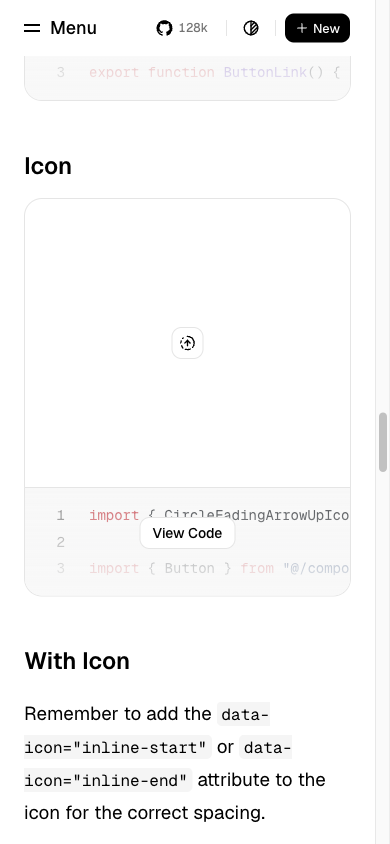 Menu 128k New
3 export function ButtonLink() {
Icon
1 import { CircleFadingArrowUpIco
View Code
2
3 import { Button } from "@/compo
With Icon
Remember to add the data-
icon="inline-start" or data-
icon="inline-end" attribute to the
icon for the correct spacing.